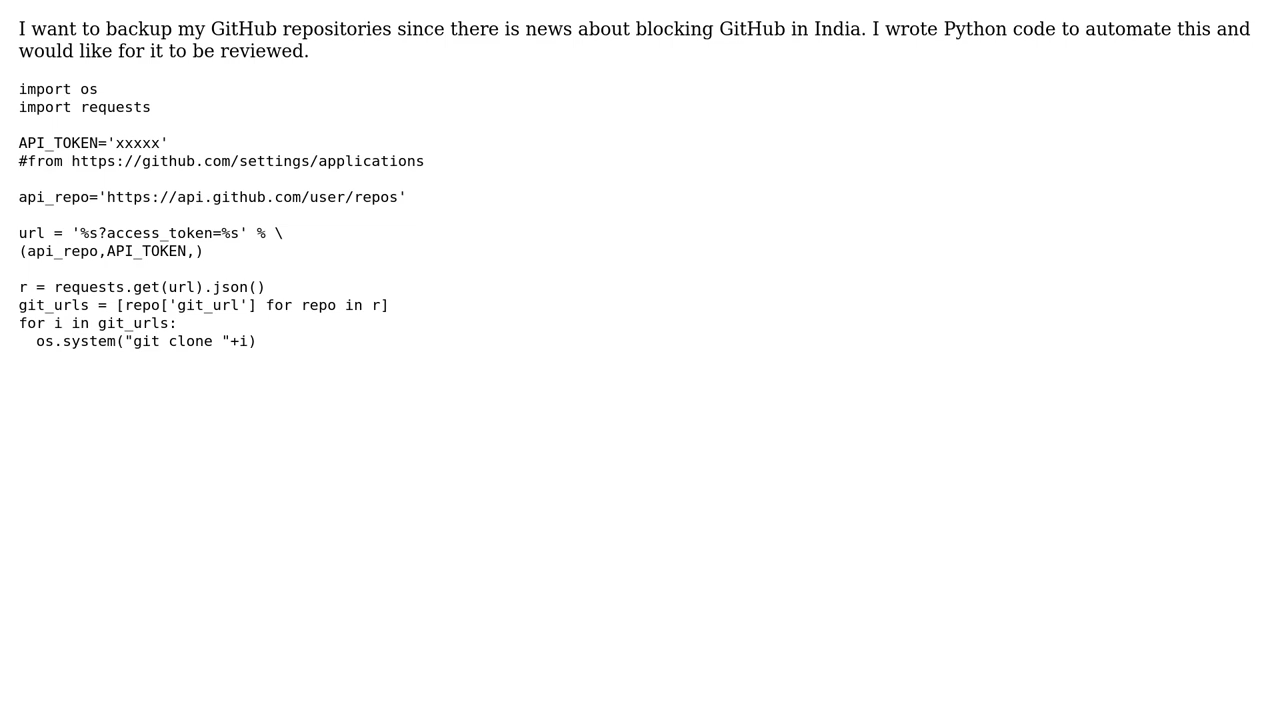 I want to backup my GitHub repositories since there is news about blocking GitHub in India. I wrote Python code to automate this and
would like for it to be reviewed.
import os
import requests
API_TOKEN='xxxxx'
#from https://github.com/settings/applications
api_repo='https://api.github.com/user/repos'
url = '%s?access_token=%s' % \
(api_repo,API_TOKEN,)
r = requests.get(url).json()
git_urls = [repo['git_url'] for repo in r]
for i in git_urls:
  os.system("git clone "+i)